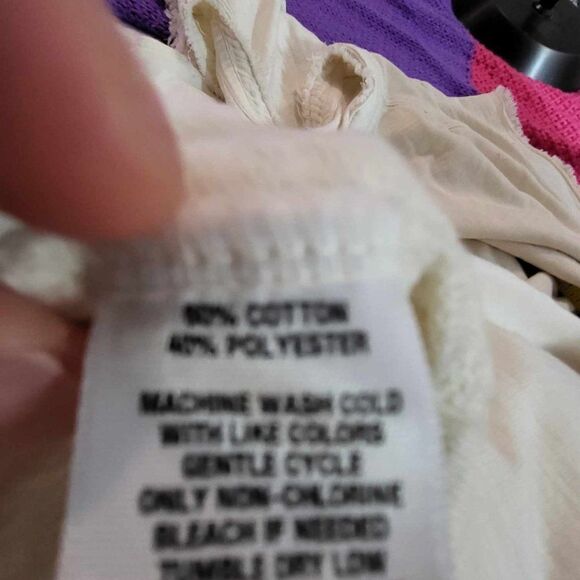 60% COTTON
40% POLYESTER
MACHINE WASH COLD
WITH LIKE COLORS
GENTLE CYCLE
ONLY NON-CHLORINE
BLEACH IF NEEDED
TUMBLE DRY LOW